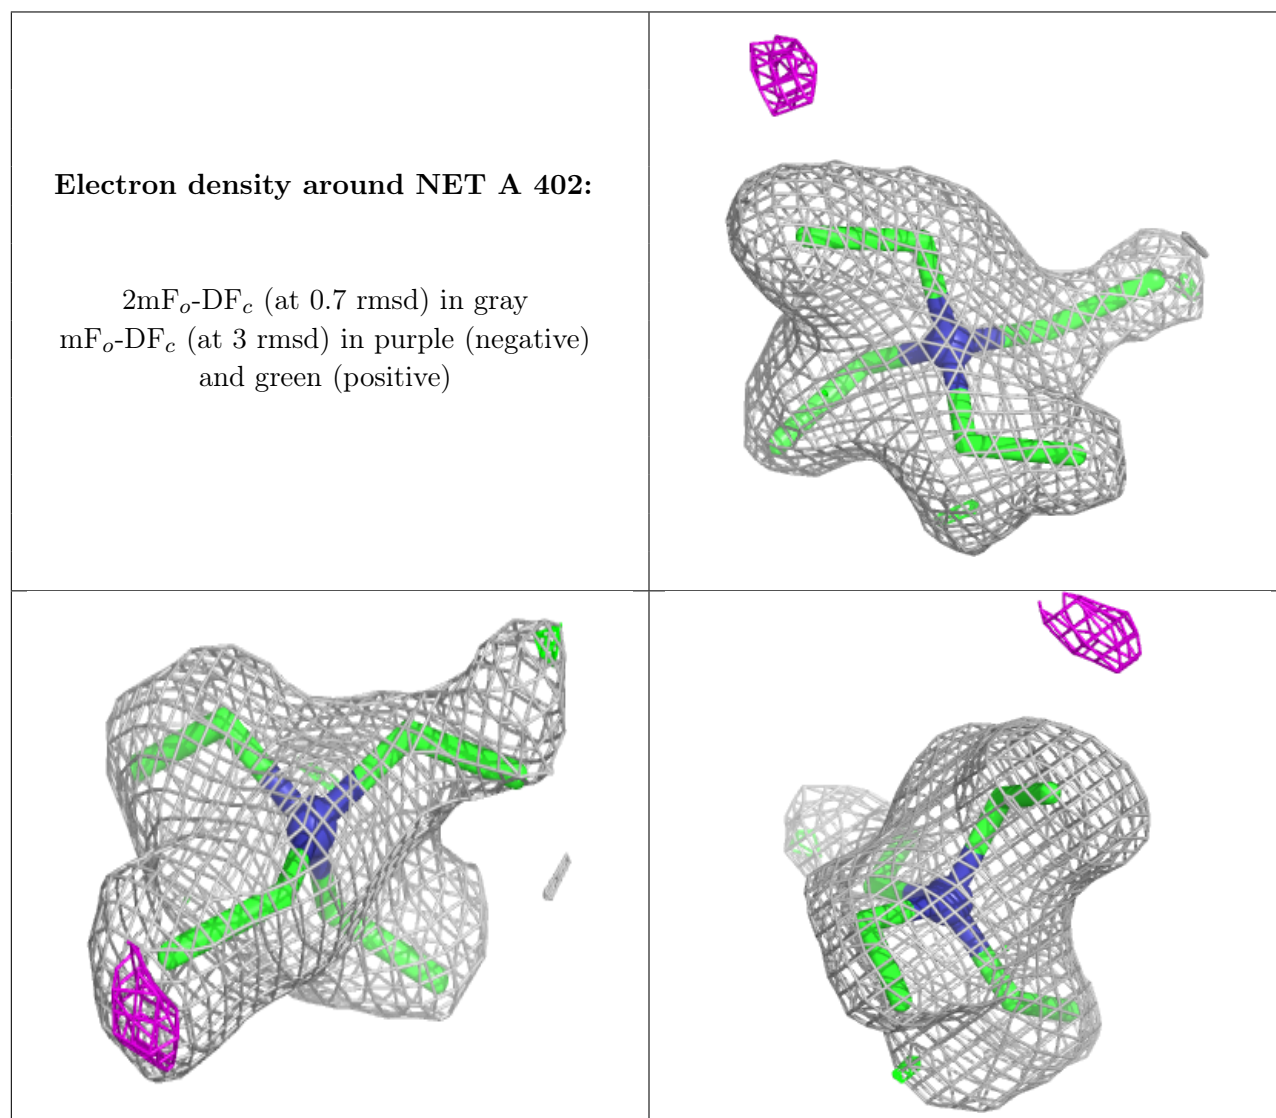 Electron density around NET A 402:
2mFo-DFc (at 0.7 rmsd) in gray
mFo-DFc (at 3 rmsd) in purple (negative)
and green (positive)